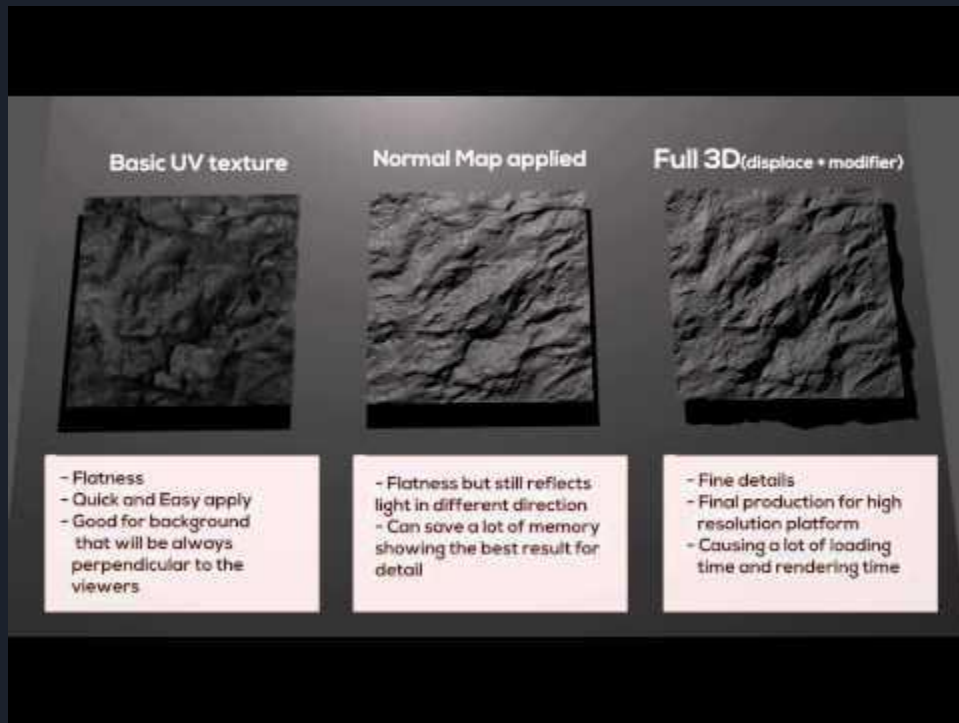 Basic UV texture
- Flatness
- Quick and Easy apply
- Good for background
that will be always
perpendicular to the
viewers
Normal Map applied
- Flatness but still reflects
light in different direction
- Can save a lot of memory
showing the best result for
detail
Full 3D(displace + modifier)
- Fine details
- Final production for high
resolution platform
- Causing a lot of loading
time and rendering time